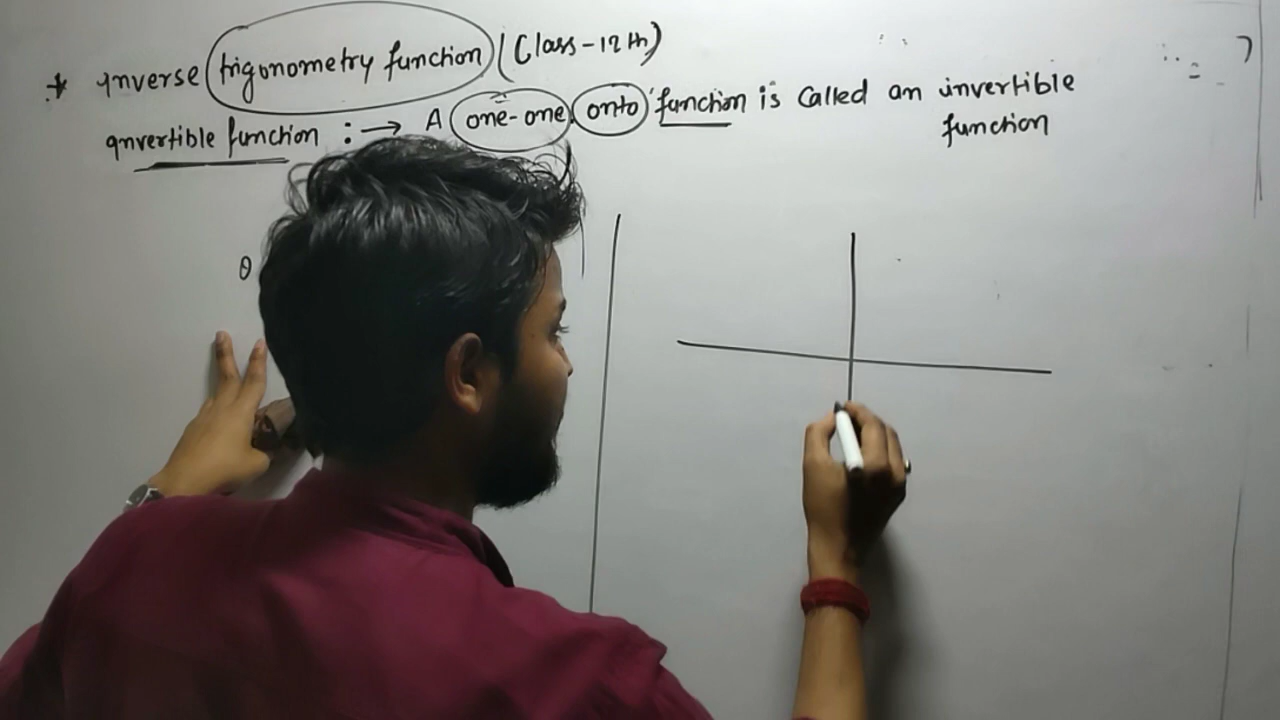 * Inverse trigonometry function (Class-12th)
Invertible function :→ A one-one, onto function is called an invertible
function
θ